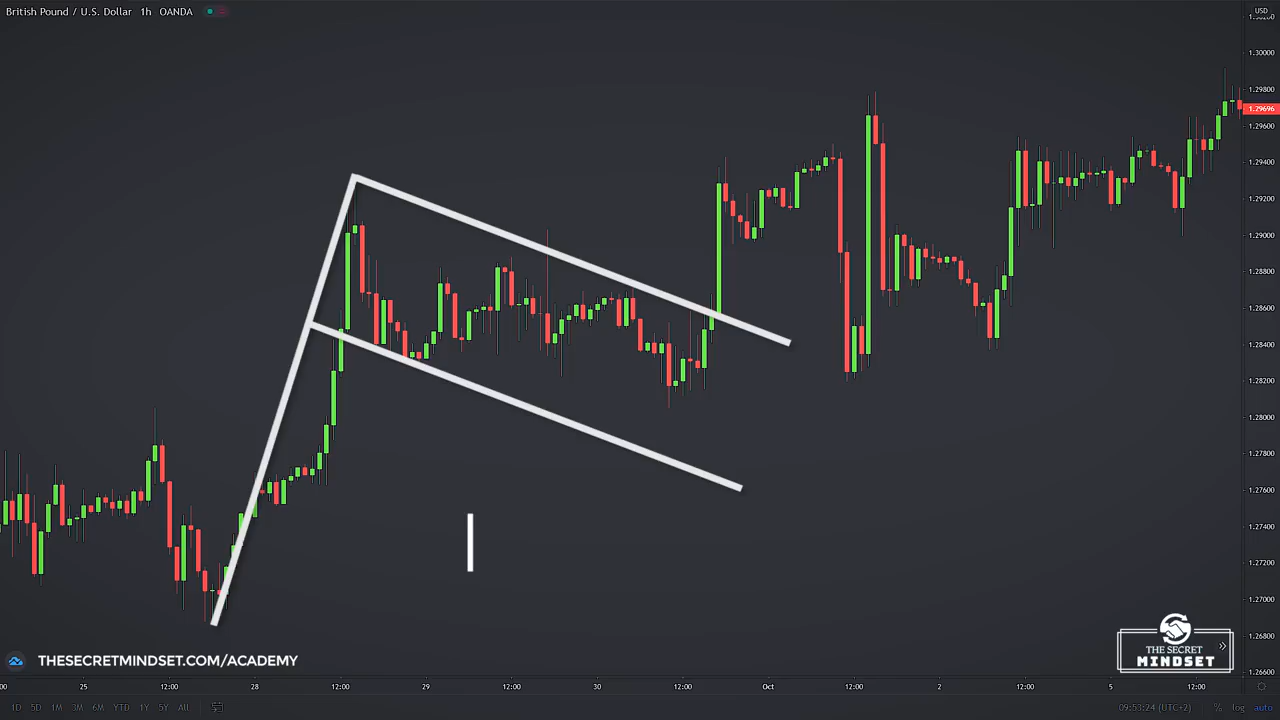 British Pound / U.S. Dollar 1h OANDA
USD
1.30000
1.29800
1.29696
1.29600
1.29400
1.29200
1.29000
1.28800
1.28600
1.28400
1.28200
1.28000
1.27800
1.27600
1.27400
1.27200
1.27000
1.26800
1.26600
THESECRETMINDSET.COM/ACADEMY
THE SECRET
MINDSET
:00 25 12:00 28 12:00 29 12:00 30 12:00 Oct 12:00 2 12:00 5 12:00
1D 5D 1M 3M 6M YTD 1Y 5Y All 09:53:24 (UTC+2) % log auto